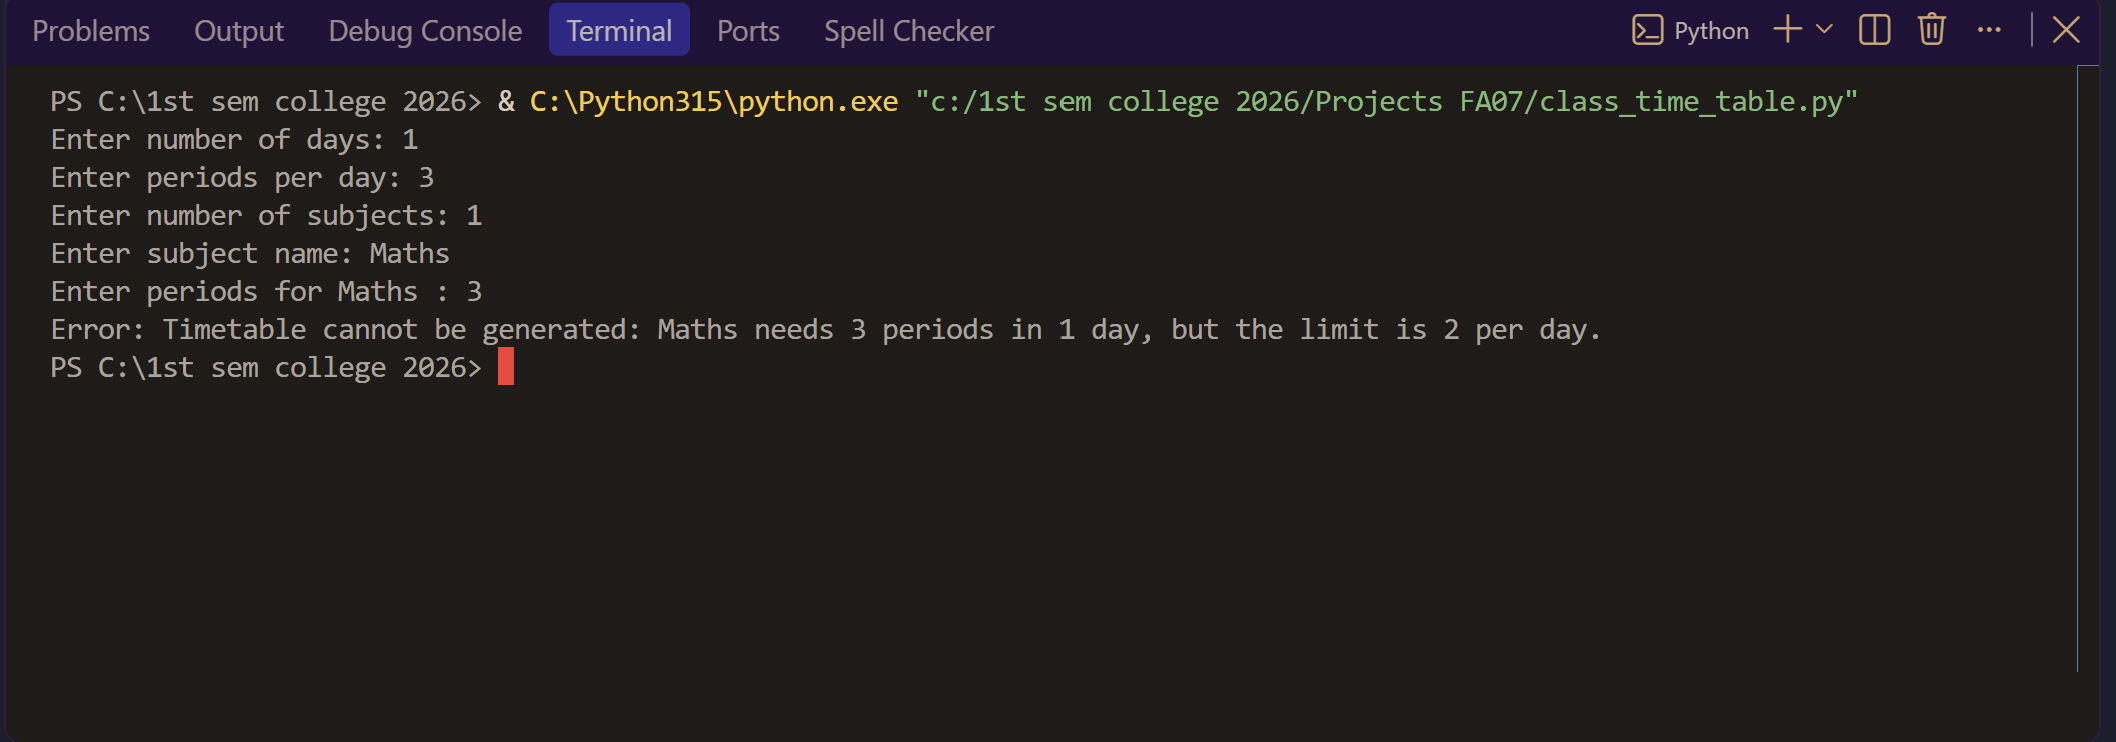 Problems Output Debug Console Terminal Ports Spell Checker Python
PS C:\1st sem college 2026> & C:\Python315\python.exe "c:/1st sem college 2026/Projects FA07/class_time_table.py"
Enter number of days: 1
Enter periods per day: 3
Enter number of subjects: 1
Enter subject name: Maths
Enter periods for Maths : 3
Error: Timetable cannot be generated: Maths needs 3 periods in 1 day, but the limit is 2 per day.
PS C:\1st sem college 2026>